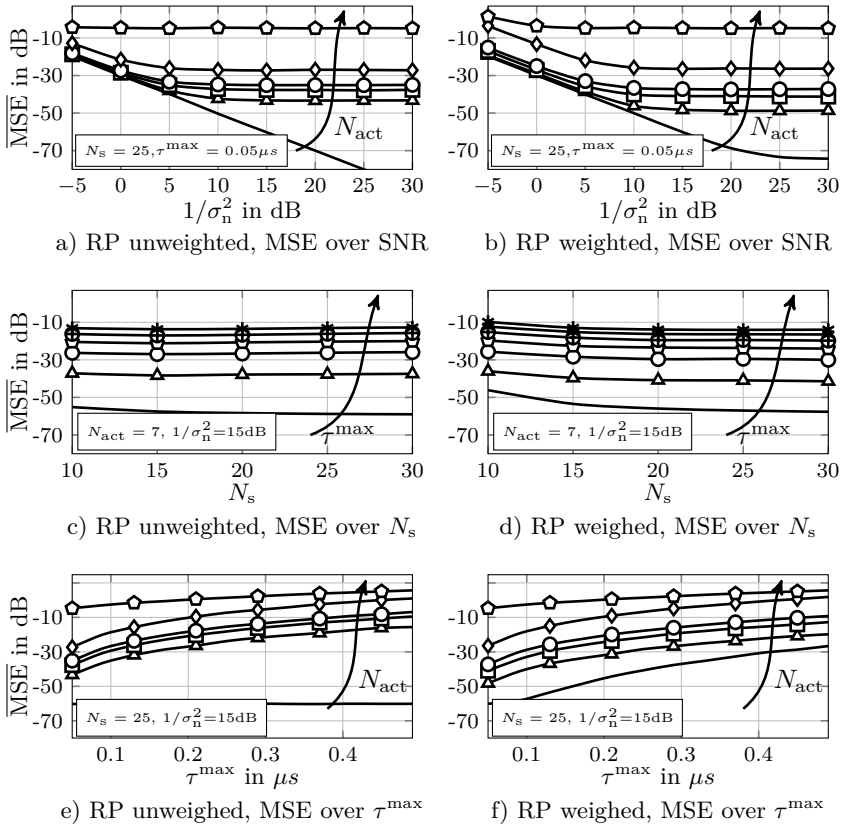 -10
-30
-50
-70
MSE in dB
N_s = 25,τ^max = 0.05μs
N_act
-5 0 5 10 15 20 25 30
1/σ_n^2 in dB
a) RP unweighted, MSE over SNR
-10
-30
-50
-70
N_s = 25,τ^max = 0.05μs
N_act
-5 0 5 10 15 20 25 30
1/σ_n^2 in dB
b) RP weighted, MSE over SNR
-10
-30
-50
-70
MSE in dB
N_act = 7, 1/σ_n^2=15dB
τ^max
10 15 20 25 30
N_s
c) RP unweighted, MSE over N_s
-10
-30
-50
-70
N_act = 7, 1/σ_n^2=15dB
τ^max
10 15 20 25 30
N_s
d) RP weighed, MSE over N_s
-10
-30
-50
-70
MSE in dB
N_s = 25, 1/σ_n^2=15dB
N_act
0.1 0.2 0.3 0.4
τ^max in μs
e) RP unweighed, MSE over τ^max
-10
-30
-50
-70
N_s = 25, 1/σ_n^2=15dB
N_act
0.1 0.2 0.3 0.4
τ^max in μs
f) RP weighed, MSE over τ^max